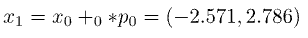 x₁ = x₀ +₀ *p₀ = (−2.571, 2.786)